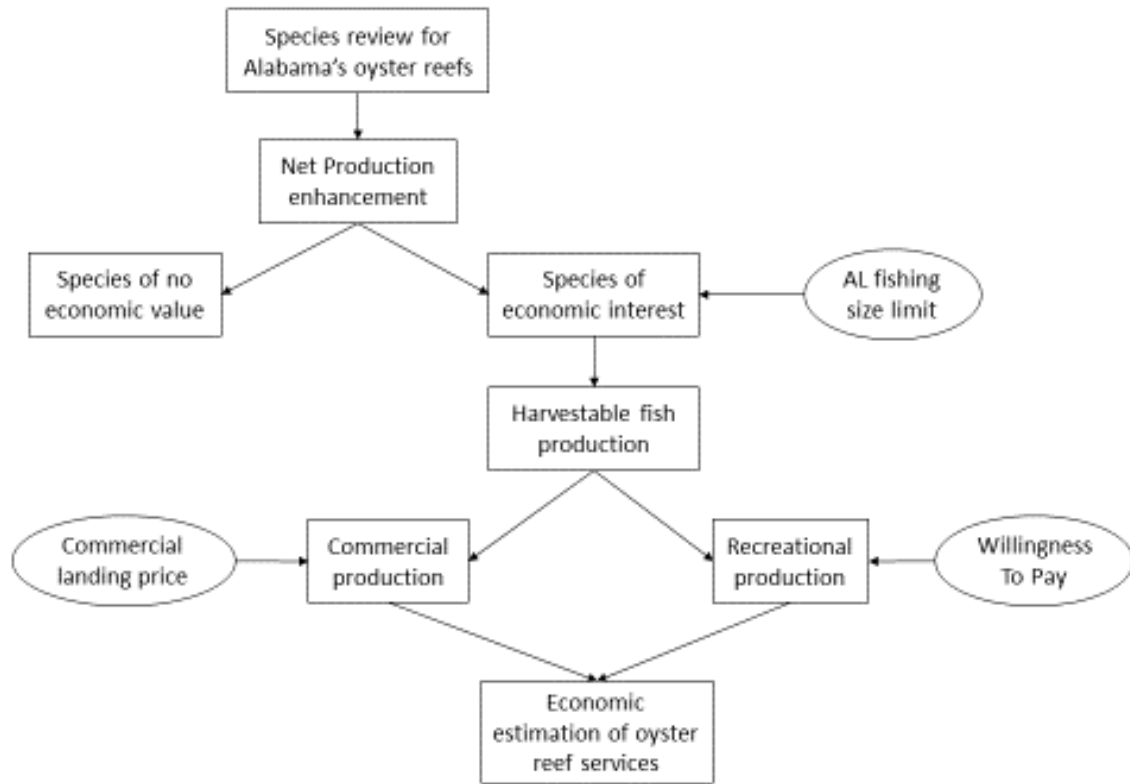 Species review for
Alabama's oyster reefs
Net Production
enhancement
Species of no
economic value
Species of
economic interest
AL fishing
size limit
Harvestable fish
production
Commercial
landing price
Commercial
production
Recreational
production
Willingness
To Pay
Economic
estimation of oyster
reef services